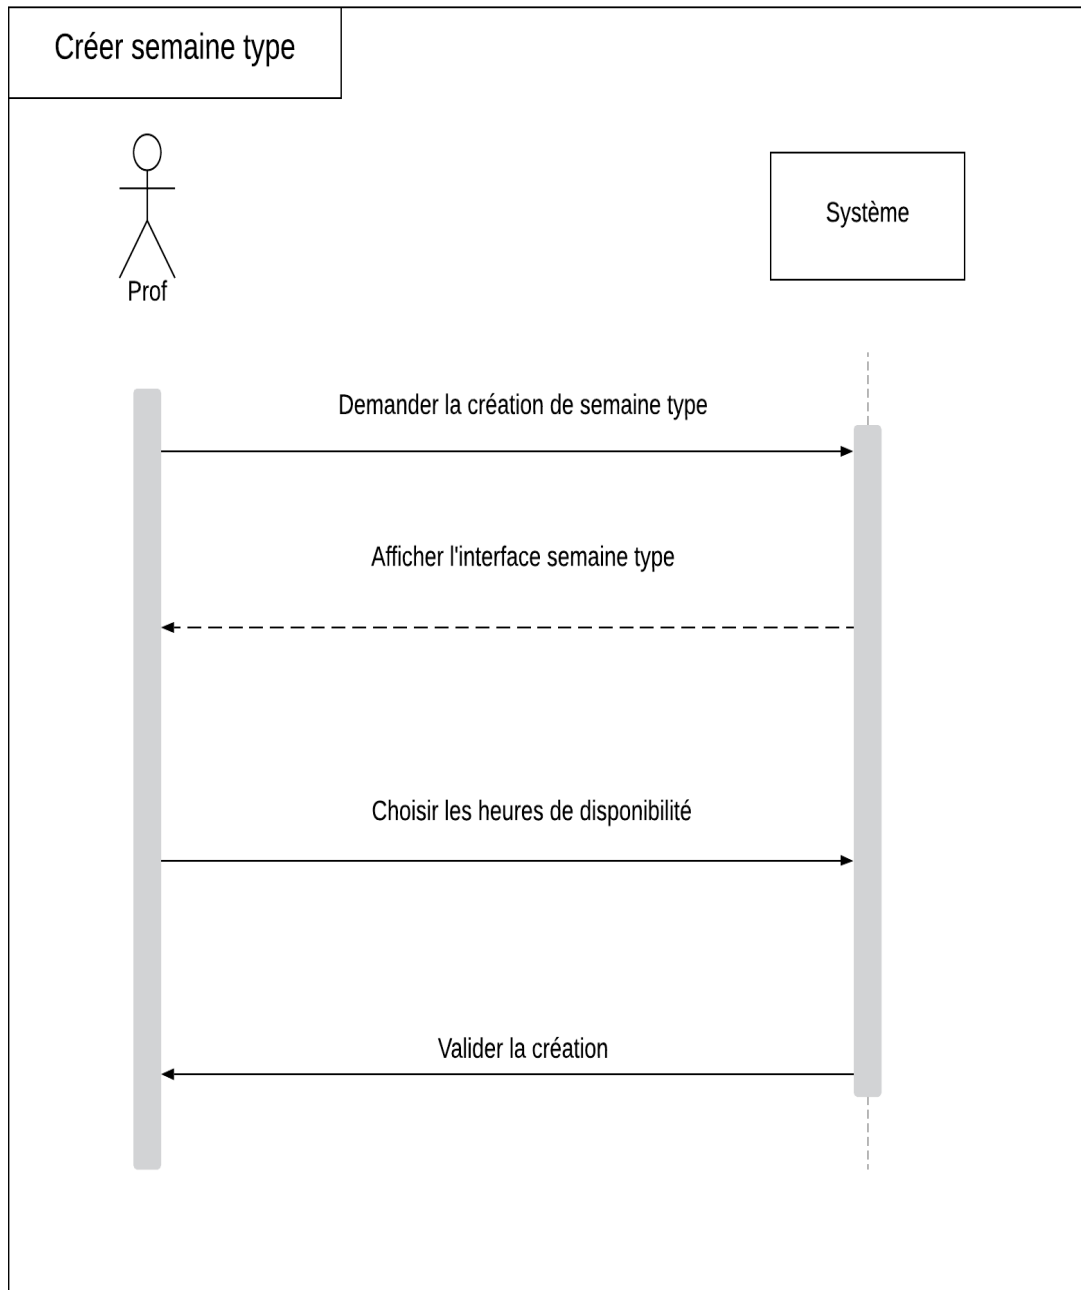 Créer semaine type
Système
Prof
Demander la création de semaine type
Afficher l'interface semaine type
Choisir les heures de disponibilité
Valider la création